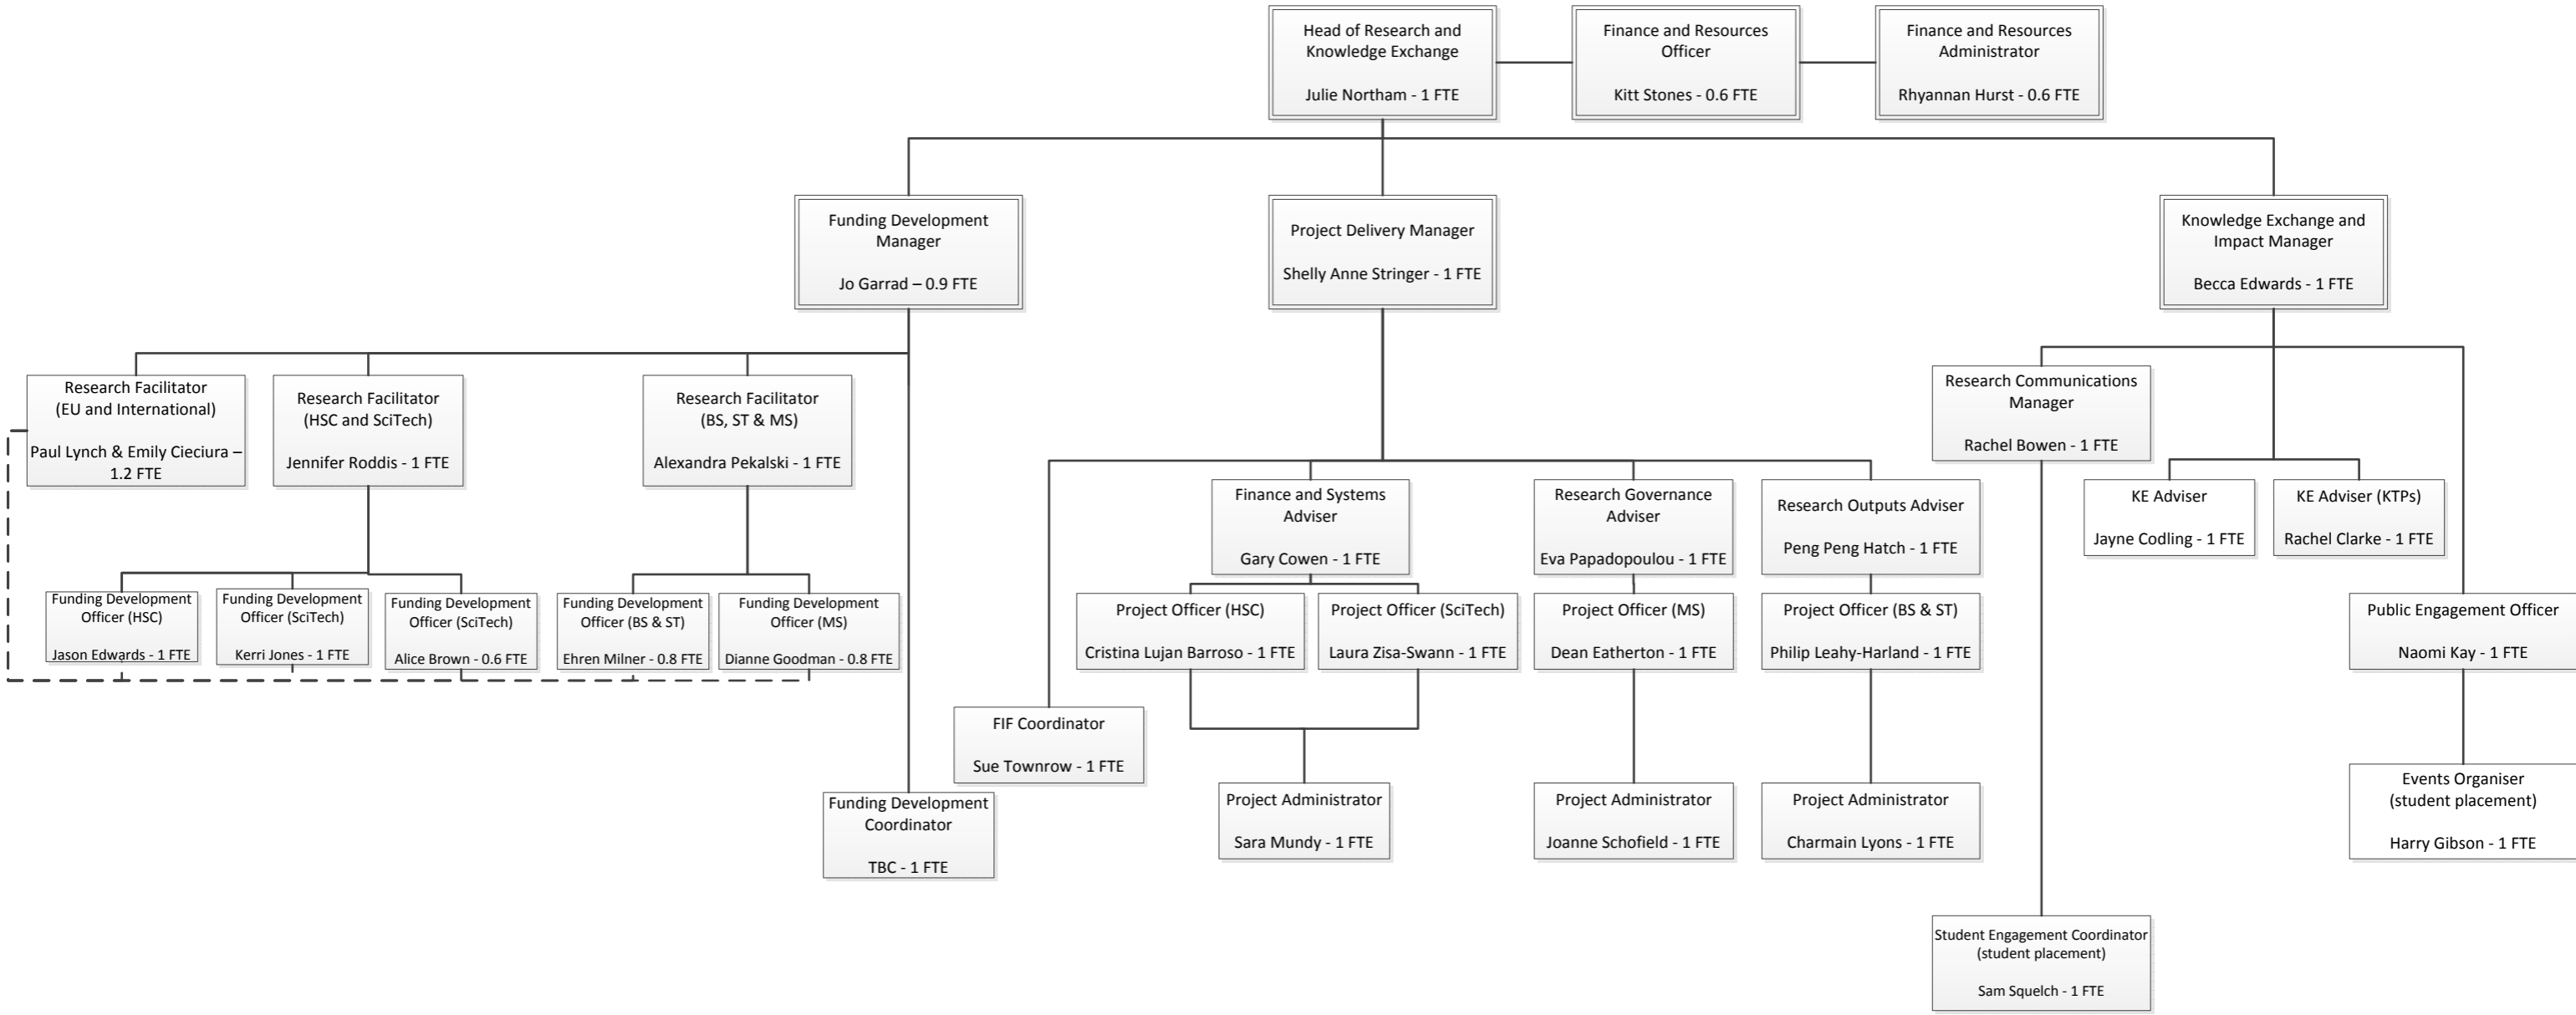 Head of Research and
Knowledge Exchange
Julie Northam - 1 FTE
Finance and Resources
Officer
Kitt Stones - 0.6 FTE
Finance and Resources
Administrator
Rhyannan Hurst - 0.6 FTE
Funding Development
Manager
Jo Garrad – 0.9 FTE
Project Delivery Manager
Shelly Anne Stringer - 1 FTE
Knowledge Exchange and
Impact Manager
Becca Edwards - 1 FTE
Research Facilitator
(EU and International)
Paul Lynch & Emily Cieciura –
1.2 FTE
Research Facilitator
(HSC and SciTech)
Jennifer Roddis - 1 FTE
Research Facilitator
(BS, ST & MS)
Alexandra Pekalski - 1 FTE
Research Communications
Manager
Rachel Bowen - 1 FTE
Finance and Systems
Adviser
Gary Cowen - 1 FTE
Research Governance
Adviser
Eva Papadopoulou - 1 FTE
Research Outputs Adviser
Peng Peng Hatch - 1 FTE
KE Adviser
Jayne Codling - 1 FTE
KE Adviser (KTPs)
Rachel Clarke - 1 FTE
Funding Development
Officer (HSC)
Jason Edwards - 1 FTE
Funding Development
Officer (SciTech)
Kerri Jones - 1 FTE
Funding Development
Officer (SciTech)
Alice Brown - 0.6 FTE
Funding Development
Officer (BS & ST)
Ehren Milner - 0.8 FTE
Funding Development
Officer (MS)
Dianne Goodman - 0.8 FTE
Project Officer (HSC)
Cristina Lujan Barroso - 1 FTE
Project Officer (SciTech)
Laura Zisa-Swann - 1 FTE
Project Officer (MS)
Dean Eatherton - 1 FTE
Project Officer (BS & ST)
Philip Leahy-Harland - 1 FTE
Public Engagement Officer
Naomi Kay - 1 FTE
FIF Coordinator
Sue Townrow - 1 FTE
Funding Development
Coordinator
TBC - 1 FTE
Project Administrator
Sara Mundy - 1 FTE
Project Administrator
Joanne Schofield - 1 FTE
Project Administrator
Charmain Lyons - 1 FTE
Events Organiser
(student placement)
Harry Gibson - 1 FTE
Student Engagement Coordinator
(student placement)
Sam Squelch - 1 FTE